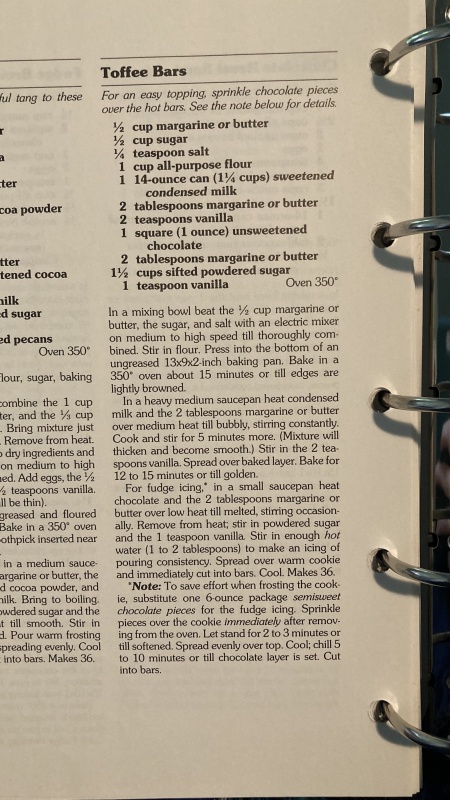 ful tang to these
r
a
tter
coa powder
tter
tened cocoa
milk
ed sugar
ed pecans
Oven 350°
flour, sugar, baking
combine the 1 cup
ter, and the ⅓ cup
. Bring mixture just
. Remove from heat.
o dry ingredients and
on medium to high
ned. Add eggs, the ½
½ teaspoons vanilla.
ll be thin).
greased and floured
Bake in a 350° oven
oothpick inserted near
.
in a medium sauce-
argarine or butter, the
d cocoa powder, and
nilk. Bring to boiling.
owdered sugar and the
t till smooth. Stir in
d. Pour warm frosting
spreading evenly. Cool
into bars. Makes 36.
Toffee Bars
For an easy topping, sprinkle chocolate pieces
over the hot bars. See the note below for details.
½ cup margarine or butter
½ cup sugar
¼ teaspoon salt
1 cup all-purpose flour
1 14-ounce can (1¼ cups) sweetened
condensed milk
2 tablespoons margarine or butter
2 teaspoons vanilla
1 square (1 ounce) unsweetened
chocolate
2 tablespoons margarine or butter
1½ cups sifted powdered sugar
1 teaspoon vanilla Oven 350°
In a mixing bowl beat the ½ cup margarine or
butter, the sugar, and salt with an electric mixer
on medium to high speed till thoroughly com-
bined. Stir in flour. Press into the bottom of an
ungreased 13x9x2-inch baking pan. Bake in a
350° oven about 15 minutes or till edges are
lightly browned.
In a heavy medium saucepan heat condensed
milk and the 2 tablespoons margarine or butter
over medium heat till bubbly, stirring constantly.
Cook and stir for 5 minutes more. (Mixture will
thicken and become smooth.) Stir in the 2 tea-
spoons vanilla. Spread over baked layer. Bake for
12 to 15 minutes or till golden.
For fudge icing,* in a small saucepan heat
chocolate and the 2 tablespoons margarine or
butter over low heat till melted, stirring occasion-
ally. Remove from heat; stir in powdered sugar
and the 1 teaspoon vanilla. Stir in enough hot
water (1 to 2 tablespoons) to make an icing of
pouring consistency. Spread over warm cookie
and immediately cut into bars. Cool. Makes 36.
*Note: To save effort when frosting the cook-
ie, substitute one 6-ounce package semisweet
chocolate pieces for the fudge icing. Sprinkle
pieces over the cookie immediately after remov-
ing from the oven. Let stand for 2 to 3 minutes or
till softened. Spread evenly over top. Cool; chill 5
to 10 minutes or till chocolate layer is set. Cut
into bars.